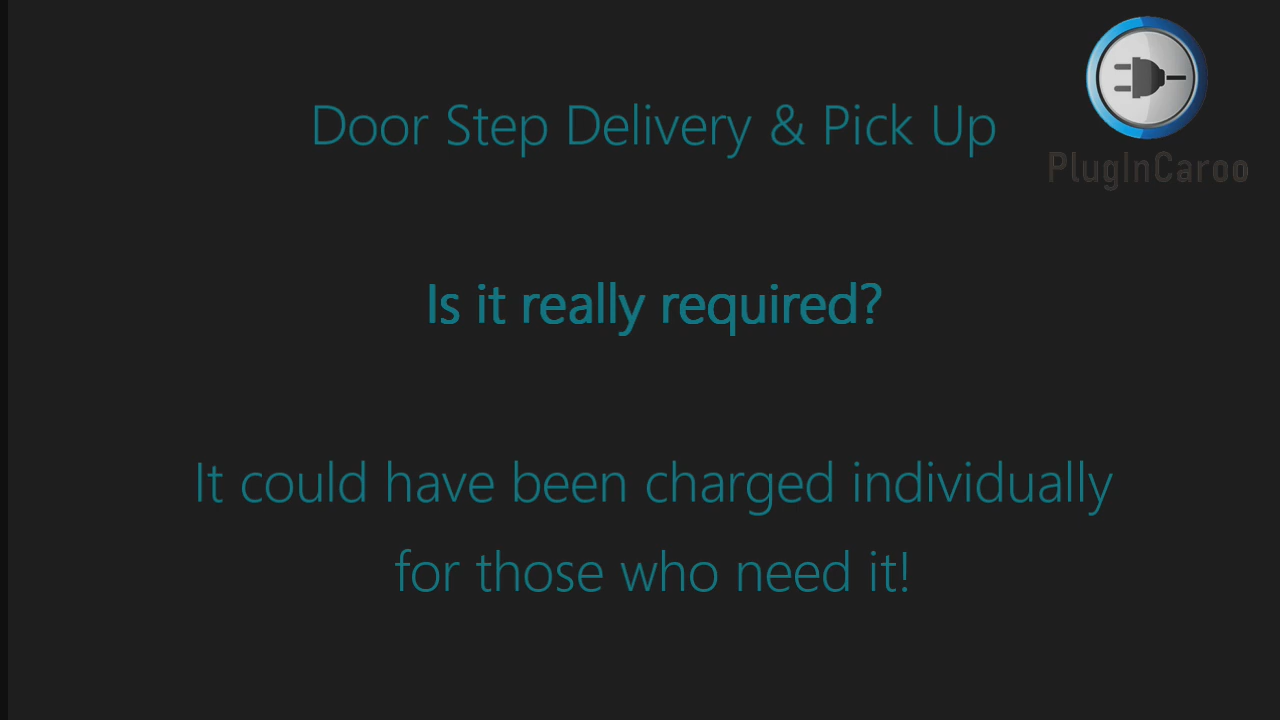 Door Step Delivery & Pick Up
PlugInCaroo
Is it really required?
It could have been charged individually
for those who need it!